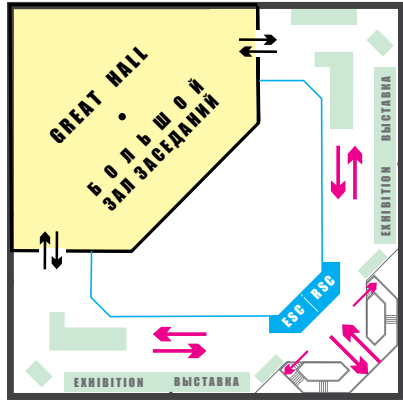 GREAT HALL
БОЛЬШОЙ
ЗАЛ ЗАСЕДАНИЙ
EXHIBITION ВЫСТАВКА
ESC RSC
EXHIBITION ВЫСТАВКА